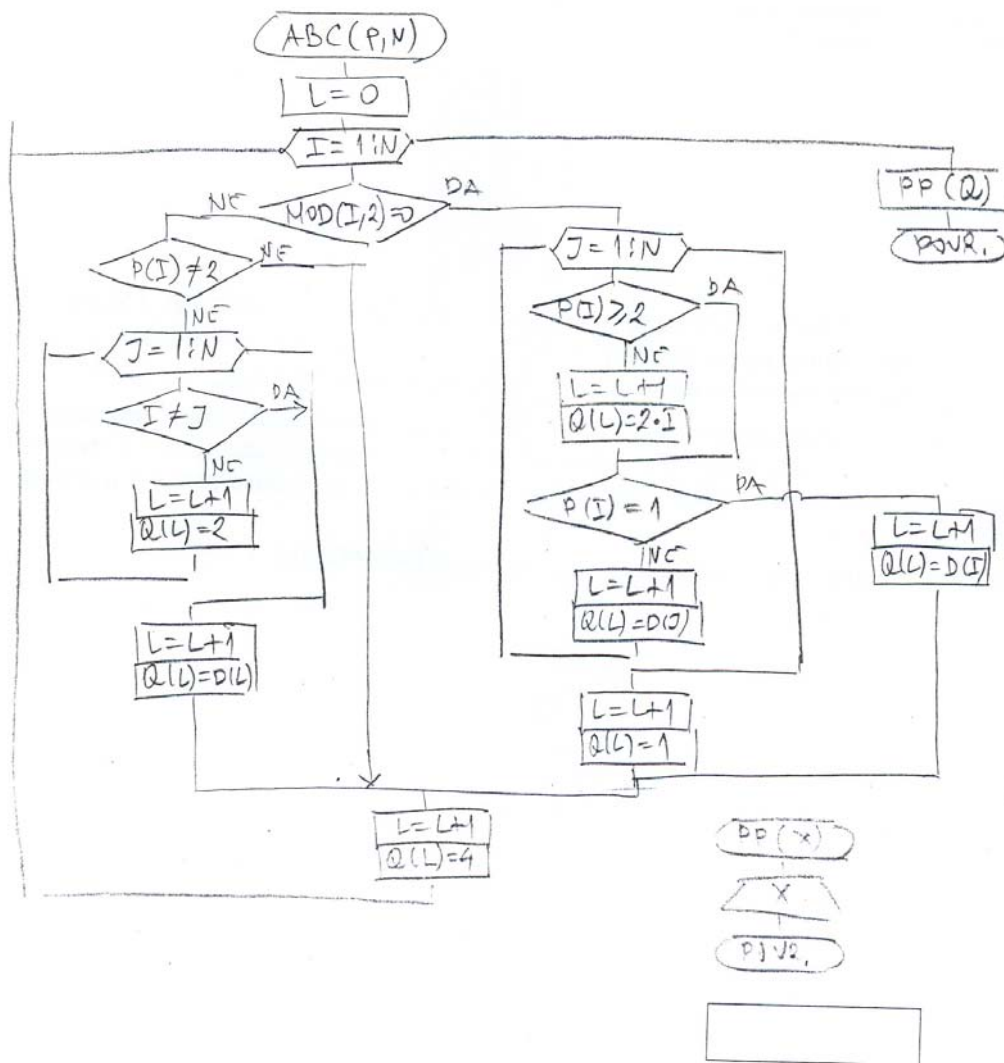 ABC(P,N)
L=0
I=1:N
MOD(I,2)=0
NE
DA
PP(Q)
POVR.
P(I)≠2
NE
NE
J=1:N
I≠J
DA
NE
L=L+1
Q(L)=2
L=L+1
Q(L)=D(L)
J=1:N
P(I)≥2
DA
NE
L=L+1
Q(L)=2·I
P(I)=1
DA
NE
L=L+1
Q(L)=D(J)
L=L+1
Q(L)=D(I)
L=L+1
Q(L)=1
L=L+1
Q(L)=4
PP(X)
X